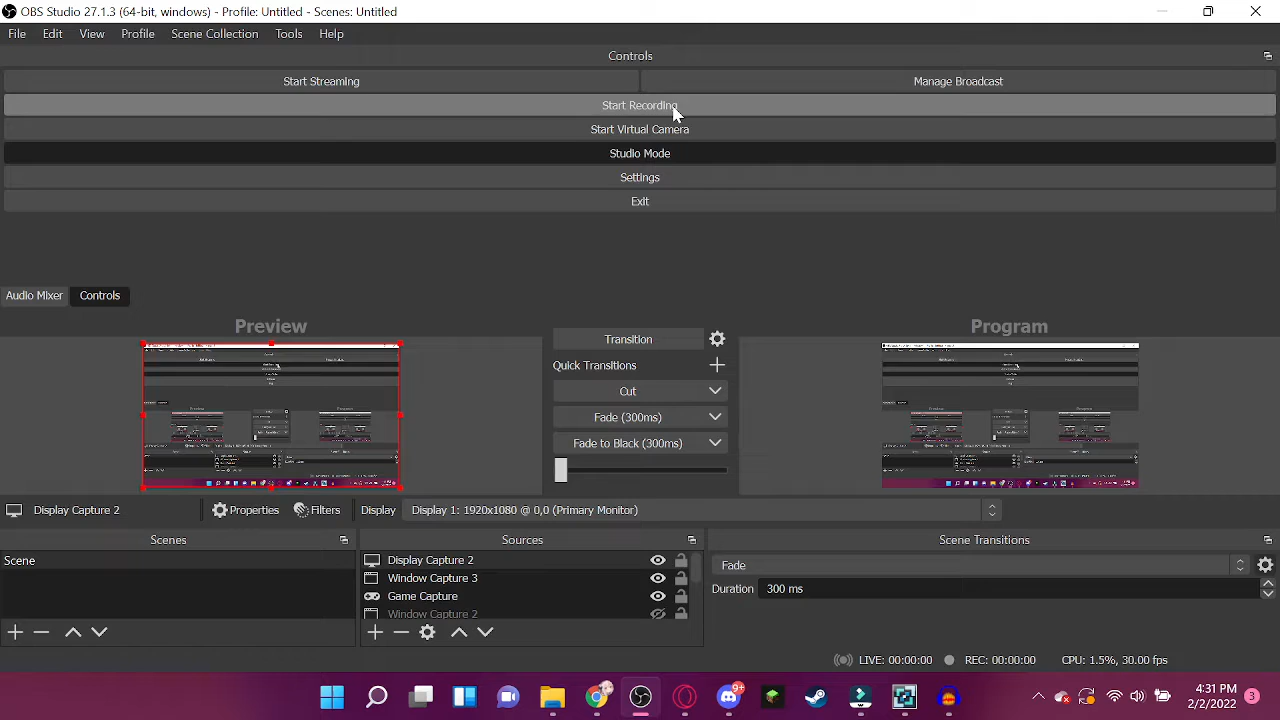 OBS Studio 27.1.3 (64-bit, windows) - Profile: Untitled - Scenes: Untitled
File Edit View Profile Scene Collection Tools Help
Controls
Start Streaming Manage Broadcast
Start Recording
Start Virtual Camera
Studio Mode
Settings
Exit
Audio Mixer Controls
Preview
Program
Transition
Quick Transitions
Cut
Fade (300ms)
Fade to Black (300ms)
Display Capture 2 Properties Filters Display Display 1: 1920x1080 @ 0,0 (Primary Monitor)
Scenes
Scene
Sources
Display Capture 2
Window Capture 3
Game Capture
Window Capture 2
Scene Transitions
Fade
Duration 300 ms
LIVE: 00:00:00 REC: 00:00:00 CPU: 1.5%, 30.00 fps
9+
4:31 PM
2/2/2022
3